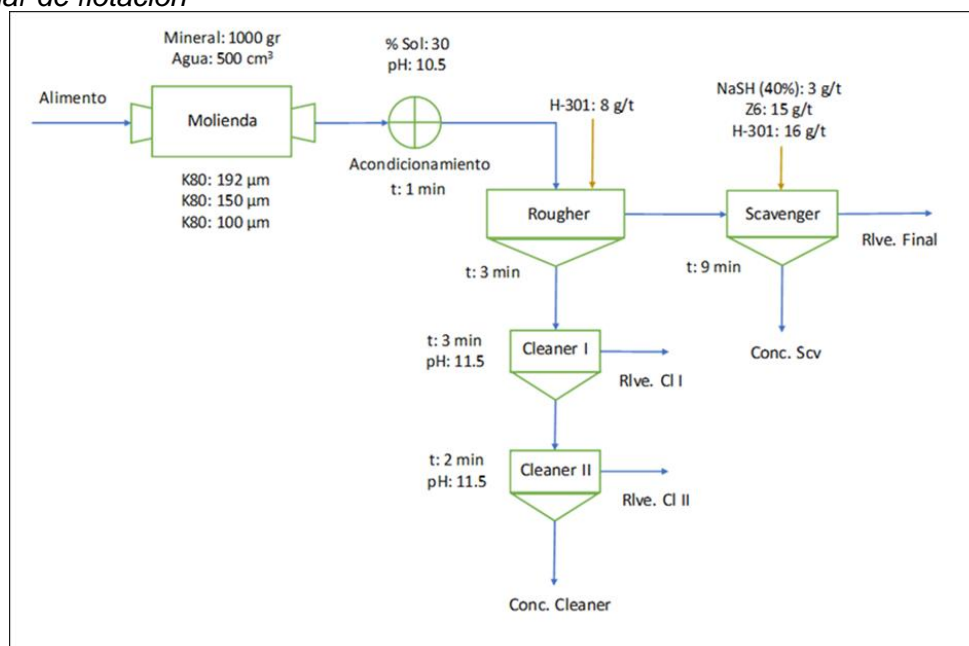 ar de flotación
Mineral: 1000 gr
Agua: 500 cm³
% Sol: 30
pH: 10.5
NaSH (40%): 3 g/t
Z6: 15 g/t
H-301: 16 g/t
H-301: 8 g/t
Alimento
Molienda
Acondicionamiento
t: 1 min
K80: 192 µm
K80: 150 µm
K80: 100 µm
Rougher
Scavenger
Rlve. Final
t: 3 min
t: 9 min
t: 3 min
pH: 11.5
Cleaner I
Rlve. Cl I
Conc. Scv
t: 2 min
pH: 11.5
Cleaner II
Rlve. Cl II
Conc. Cleaner